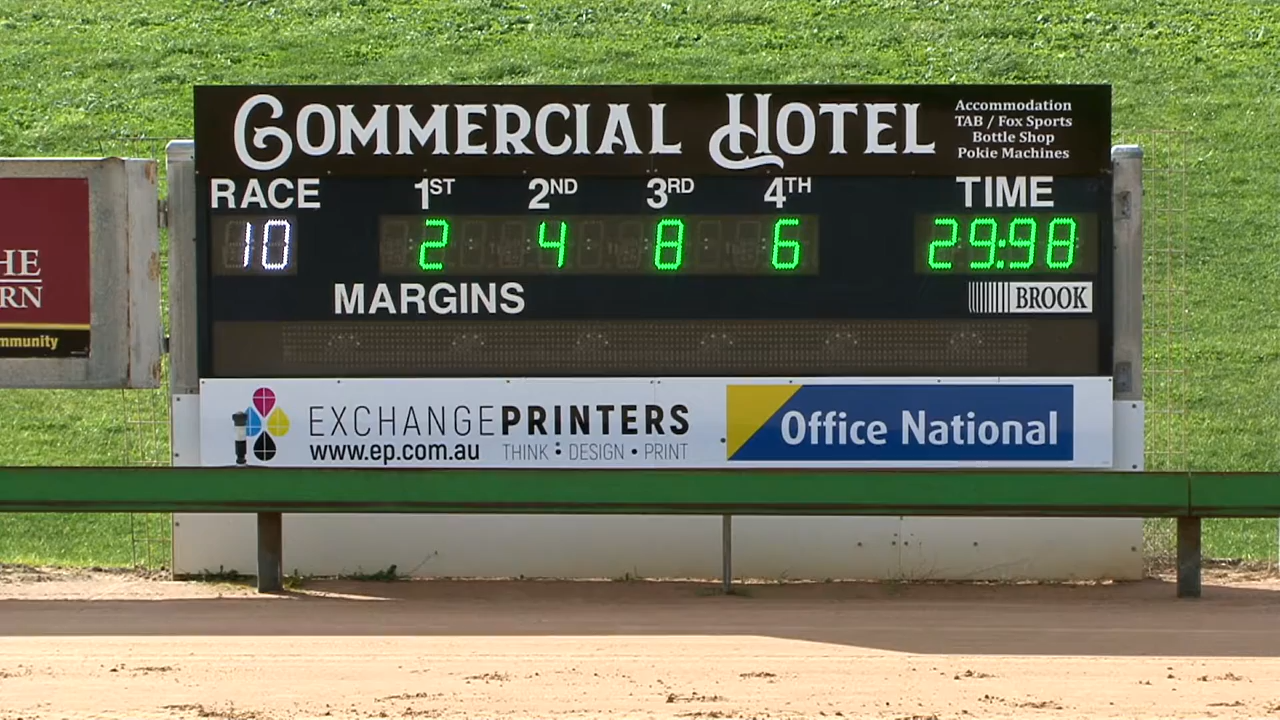 COMMERCIAL HOTEL
Accommodation
TAB / Fox Sports
Bottle Shop
Pokie Machines
RACE 1ST 2ND 3RD 4TH TIME
10 2 4 8 6 29:98
MARGINS
BROOK
HE
RN
mmunity
EXCHANGEPRINTERS
www.ep.com.au THINK : DESIGN • PRINT
Office National